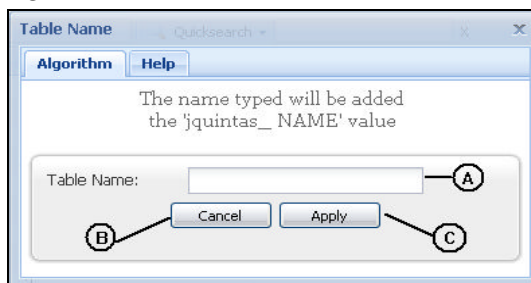 Table Name
Quicksearch
x
x
Algorithm Help
The name typed will be added
the 'jquintas_ NAME' value
Table Name:
A
Cancel Apply
B
C